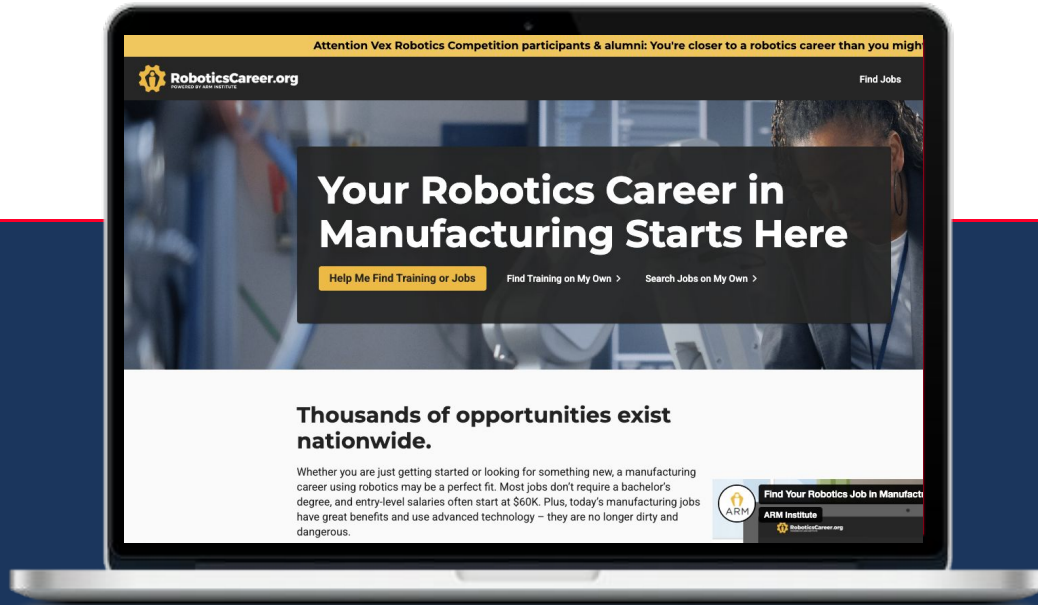 Attention Vex Robotics Competition participants & alumni: You're closer to a robotics career than you
RoboticsCareer.org
POWERED BY ARM INSTITUTE
Find Jobs
Your Robotics Career in
Manufacturing Starts Here
Help Me Find Training or Jobs
Find Training on My Own >
Search Jobs on My Own >
Thousands of opportunities exist
nationwide.
Whether you are just getting started or looking for something new, a manufacturing
career using robotics may be a perfect fit. Most jobs don't require a bachelor's
degree, and entry-level salaries often start at $60K. Plus, today's manufacturing jobs
have great benefits and use advanced technology – they are no longer dirty and
dangerous.
ARM
Find Your Robotics Job in
ARM Institute
RoboticsCareer.org